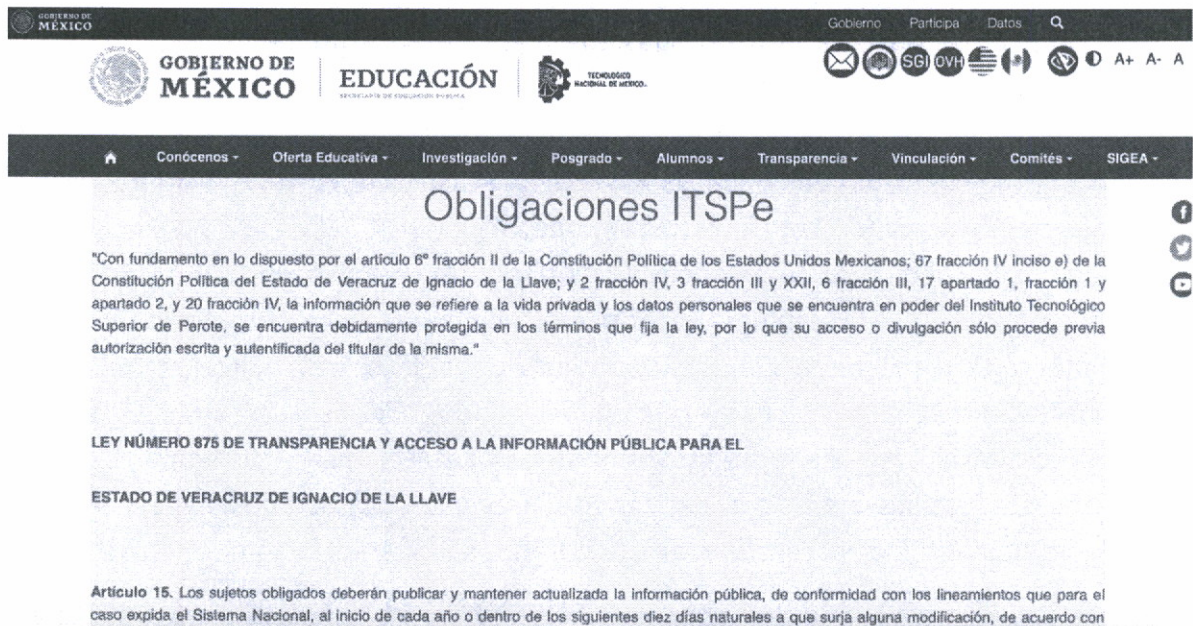 GOBIERNO DE
MÉXICO
Gobierno Participa Datos
GOBIERNO DE
MÉXICO
EDUCACIÓN
SECRETARÍA DE EDUCACIÓN PÚBLICA
TECNOLÓGICO
NACIONAL DE MÉXICO
SGI OVH A+ A- A
Conócenos Oferta Educativa Investigación Posgrado Alumnos Transparencia Vinculación Comités SIGEA
Obligaciones ITSPe
"Con fundamento en lo dispuesto por el artículo 6º fracción II de la Constitución Política de los Estados Unidos Mexicanos; 67 fracción IV inciso e) de la
Constitución Política del Estado de Veracruz de Ignacio de la Llave; y 2 fracción IV, 3 fracción III y XXII, 6 fracción III, 17 apartado 1, fracción 1 y
apartado 2, y 20 fracción IV, la información que se refiere a la vida privada y los datos personales que se encuentra en poder del Instituto Tecnológico
Superior de Perote, se encuentra debidamente protegida en los términos que fija la ley, por lo que su acceso o divulgación sólo procede previa
autorización escrita y autentificada del titular de la misma."
LEY NÚMERO 875 DE TRANSPARENCIA Y ACCESO A LA INFORMACIÓN PÚBLICA PARA EL
ESTADO DE VERACRUZ DE IGNACIO DE LA LLAVE
Artículo 15. Los sujetos obligados deberán publicar y mantener actualizada la información pública, de conformidad con los lineamientos que para el
caso expida el Sistema Nacional, al inicio de cada año o dentro de los siguientes diez días naturales a que surja alguna modificación, de acuerdo con